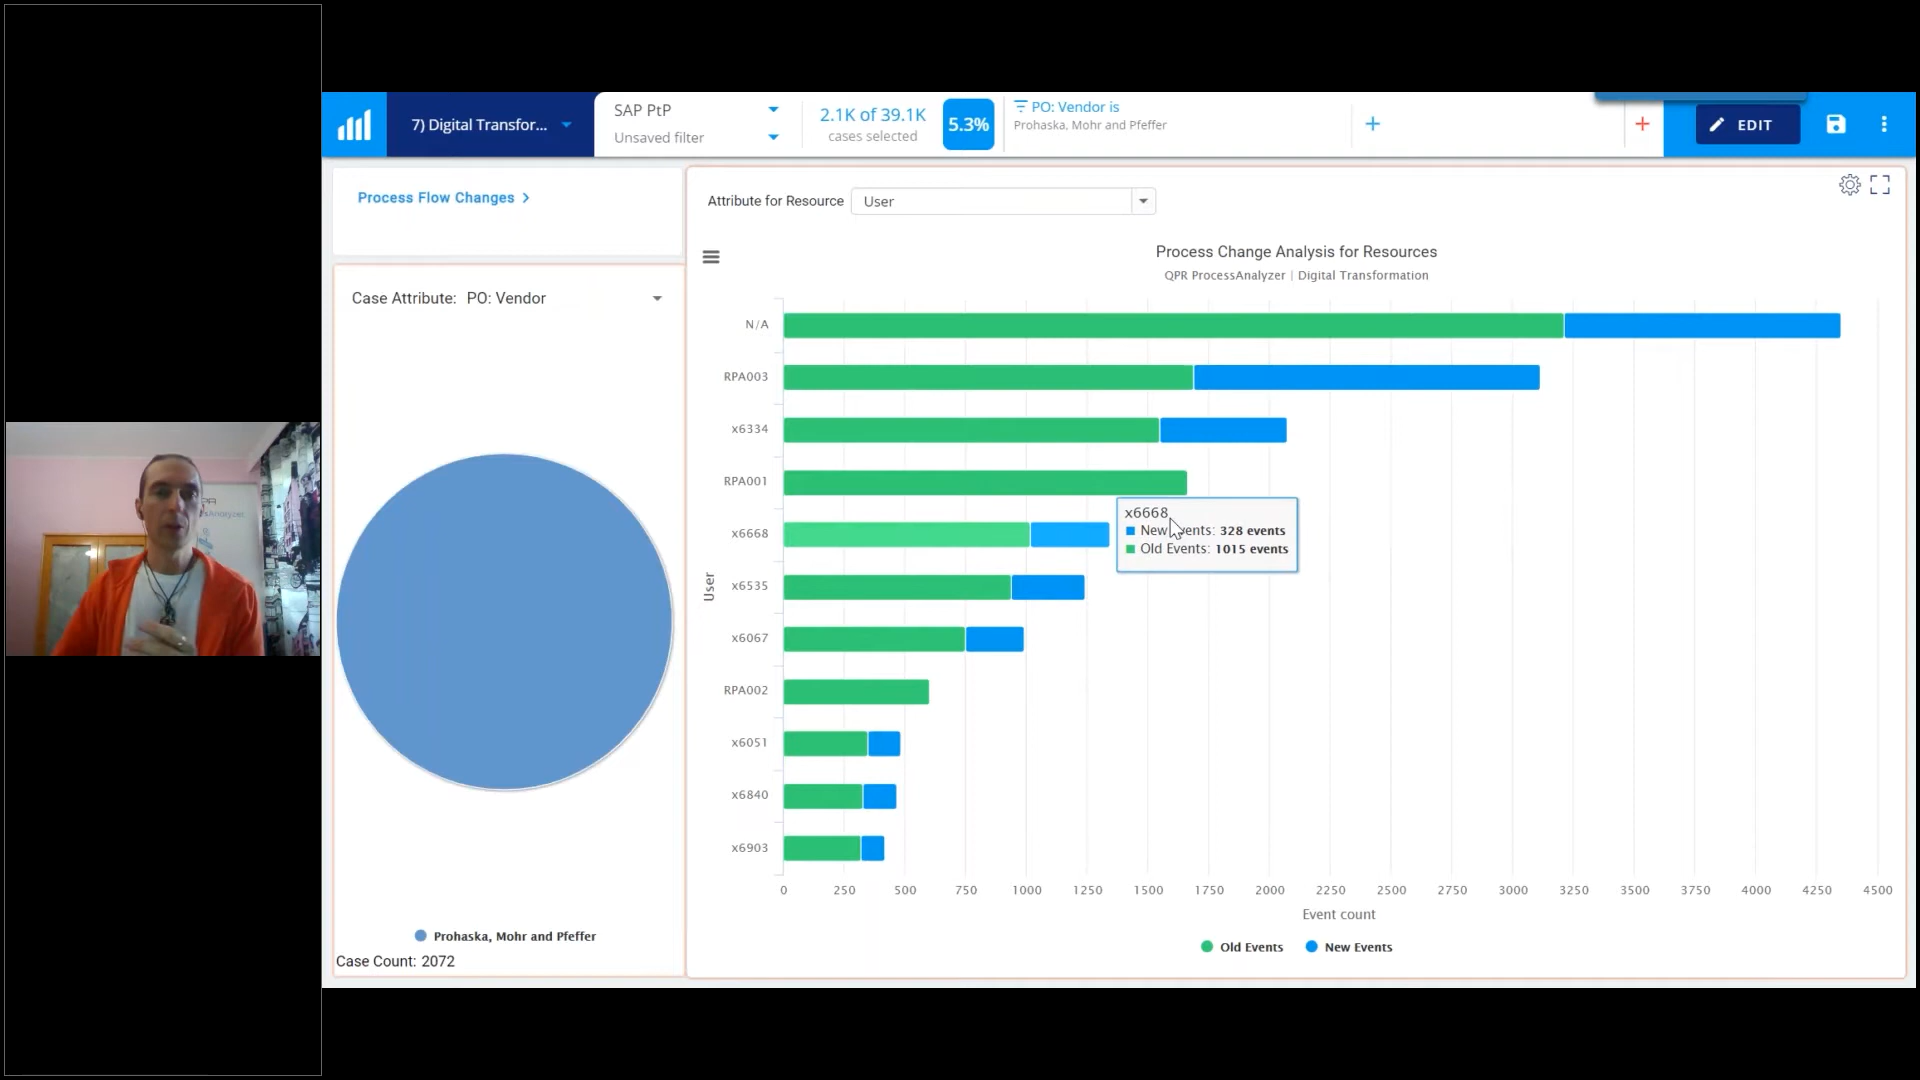 7) Digital Transfor...
SAP PtP
Unsaved filter
2.1K of 39.1K
cases selected
5.3%
PO: Vendor is
Prohaska, Mohr and Pfeffer
EDIT
Process Flow Changes
Case Attribute: PO: Vendor
Prohaska, Mohr and Pfeffer
Case Count: 2072
Attribute for Resource User
Process Change Analysis for Resources
QPR ProcessAnalyzer | Digital Transformation
User
N/A
RPA003
x6334
RPA001
x6668
x6535
x6067
RPA002
x6051
x6840
x6903
x6668
New Events: 328 events
Old Events: 1015 events
0 250 500 750 1000 1250 1500 1750 2000 2250 2500 2750 3000 3250 3500 3750 4000 4250 4500
Event count
Old Events New Events